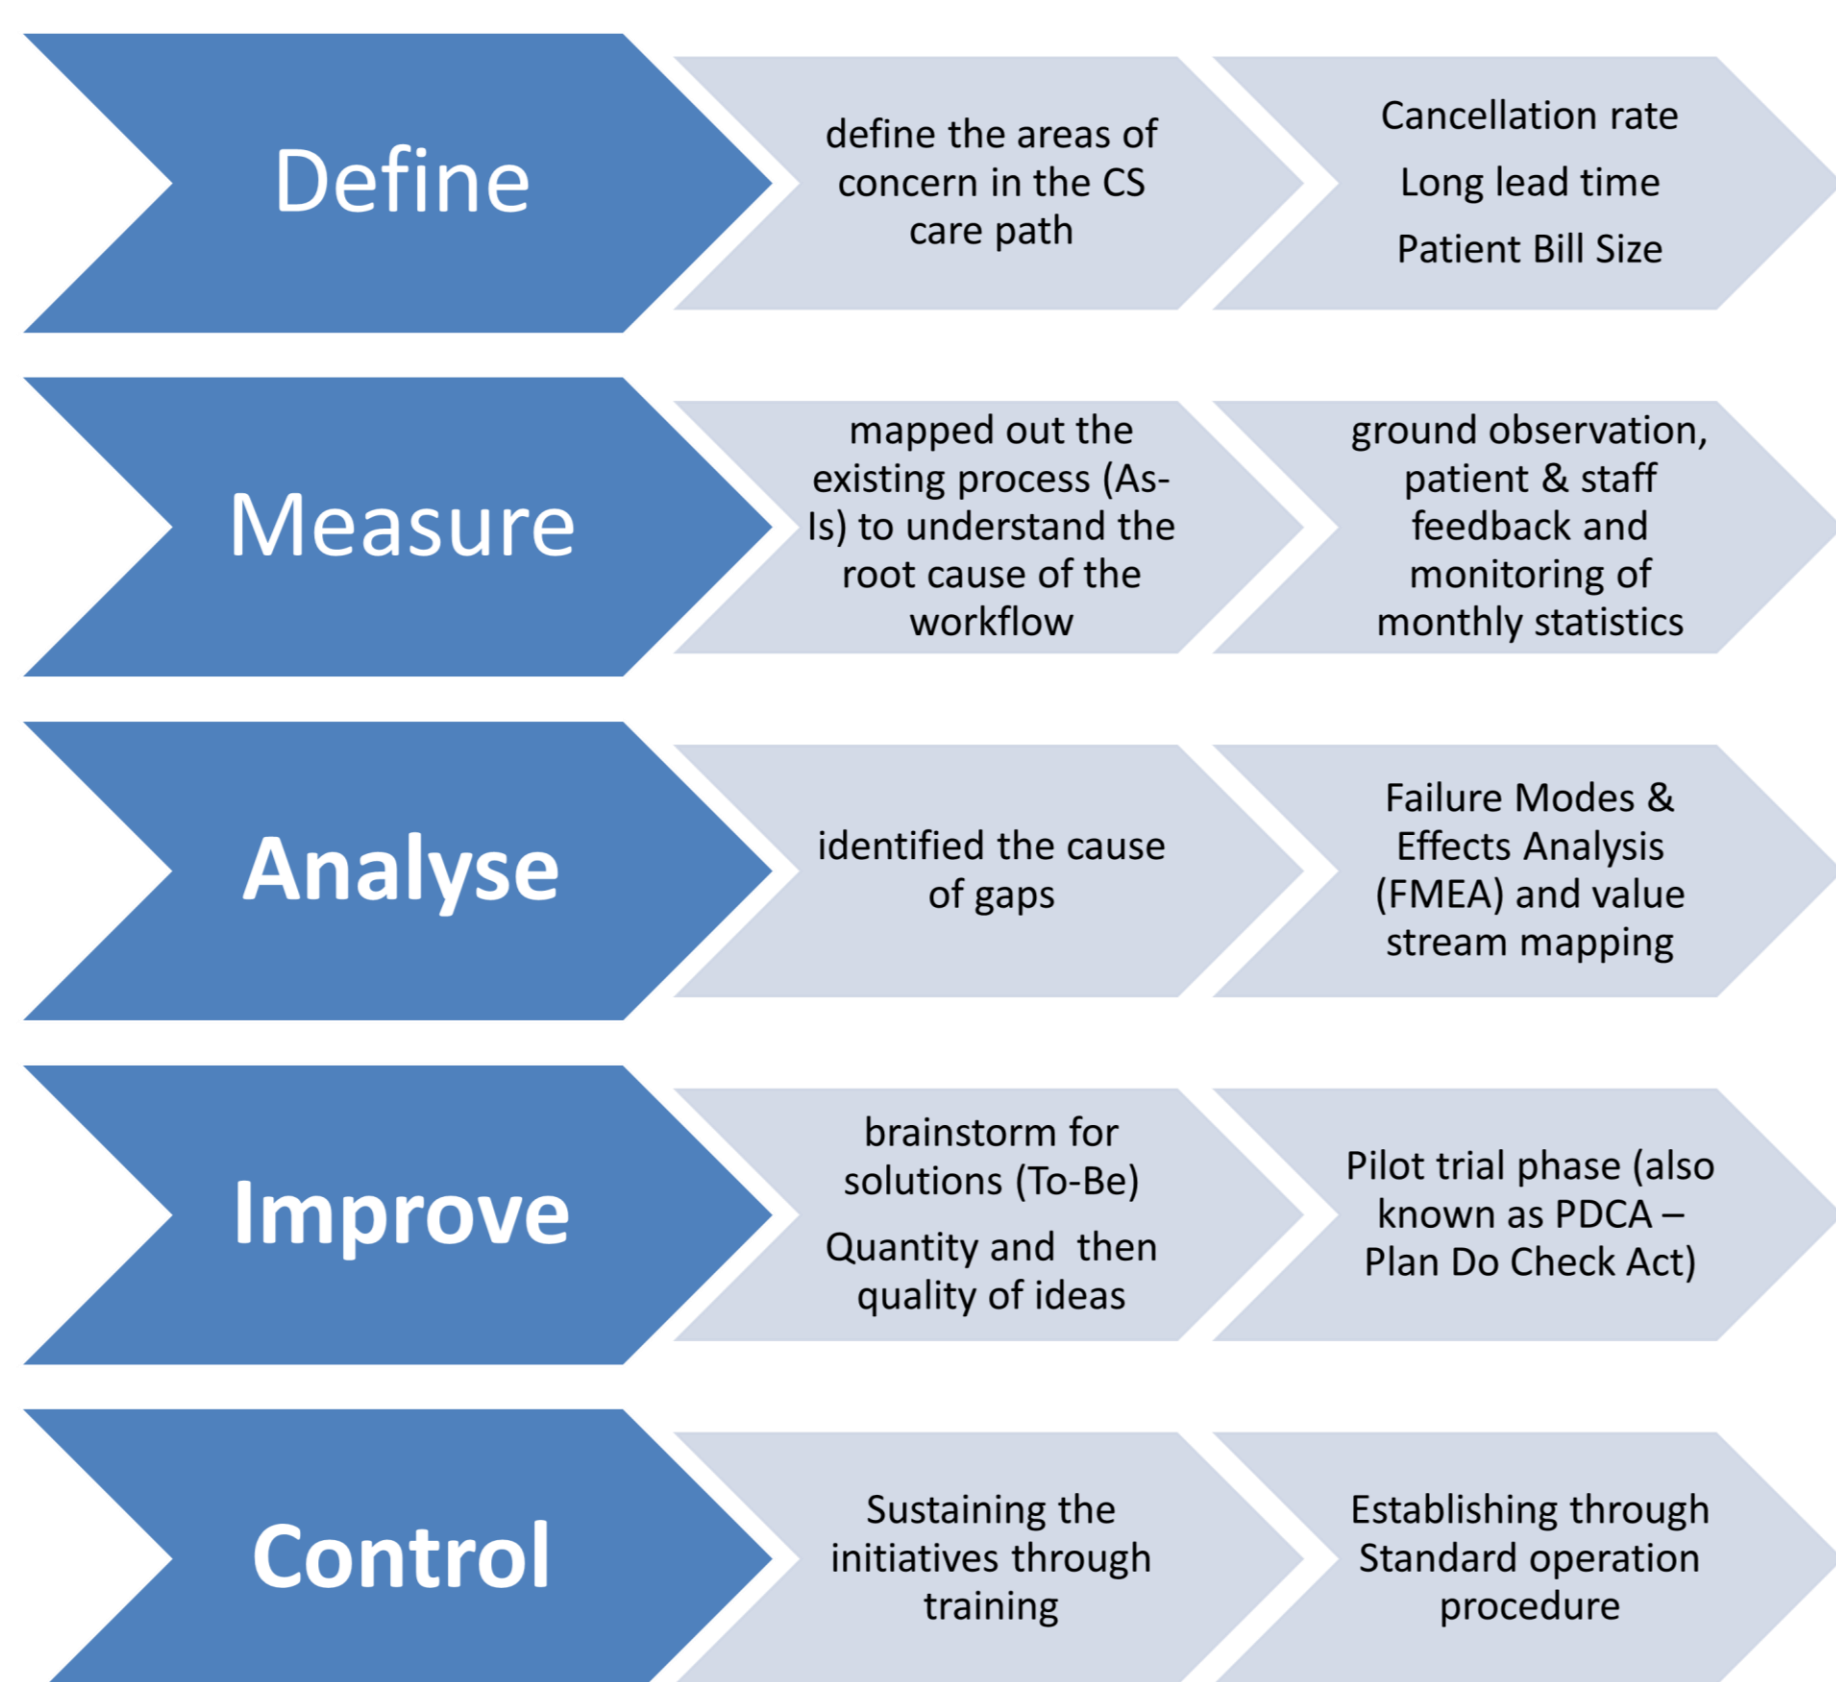 Define
define the areas of
concern in the CS
care path
Cancellation rate
Long lead time
Patient Bill Size
Measure
mapped out the
existing process (As-
Is) to understand the
root cause of the
workflow
ground observation,
patient & staff
feedback and
monitoring of
monthly statistics
Analyse
identified the cause
of gaps
Failure Modes &
Effects Analysis
(FMEA) and value
stream mapping
Improve
brainstorm for
solutions (To-Be)
Quantity and  then
quality of ideas
Pilot trial phase (also
known as PDCA –
Plan Do Check Act)
Control
Sustaining the
initiatives through
training
Establishing through
Standard operation
procedure